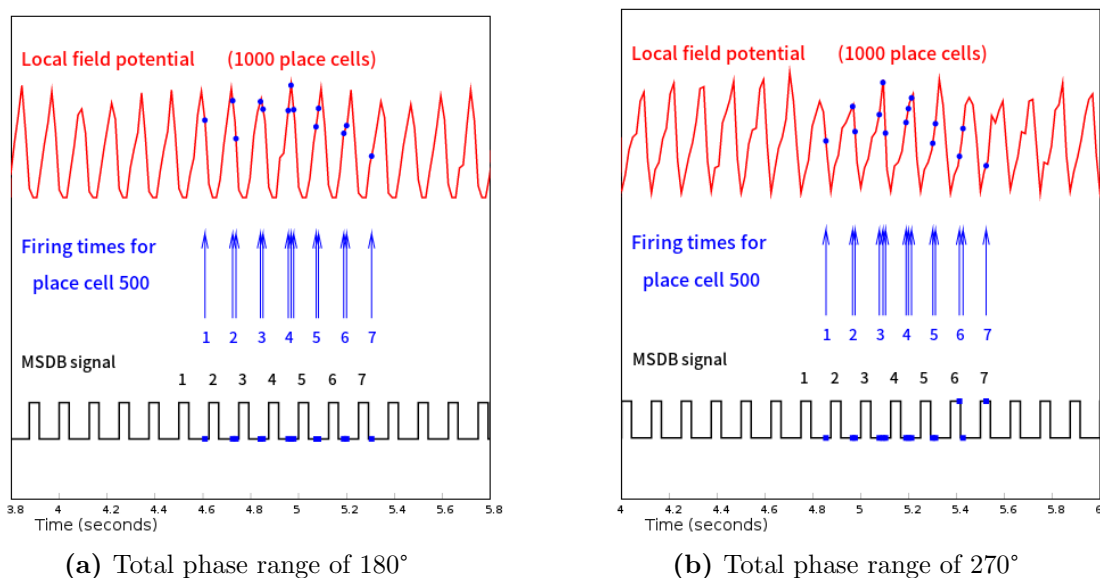 Local field potential (1000 place cells)
Firing times for
place cell 500
1 2 3 4 5 6 7
MSDB signal
1 2 3 4 5 6 7
3.8 4 4.2 4.4 4.6 4.8 5 5.2 5.4 5.6 5.8
Time (seconds)
(a) Total phase range of 180°
Local field potential (1000 place cells)
Firing times for
place cell 500
1 2 3 4 5 6 7
MSDB signal
1 2 3 4 5 6 7
4 4.2 4.4 4.6 4.8 5 5.2 5.4 5.6 5.8 6
Time (seconds)
(b) Total phase range of 270°